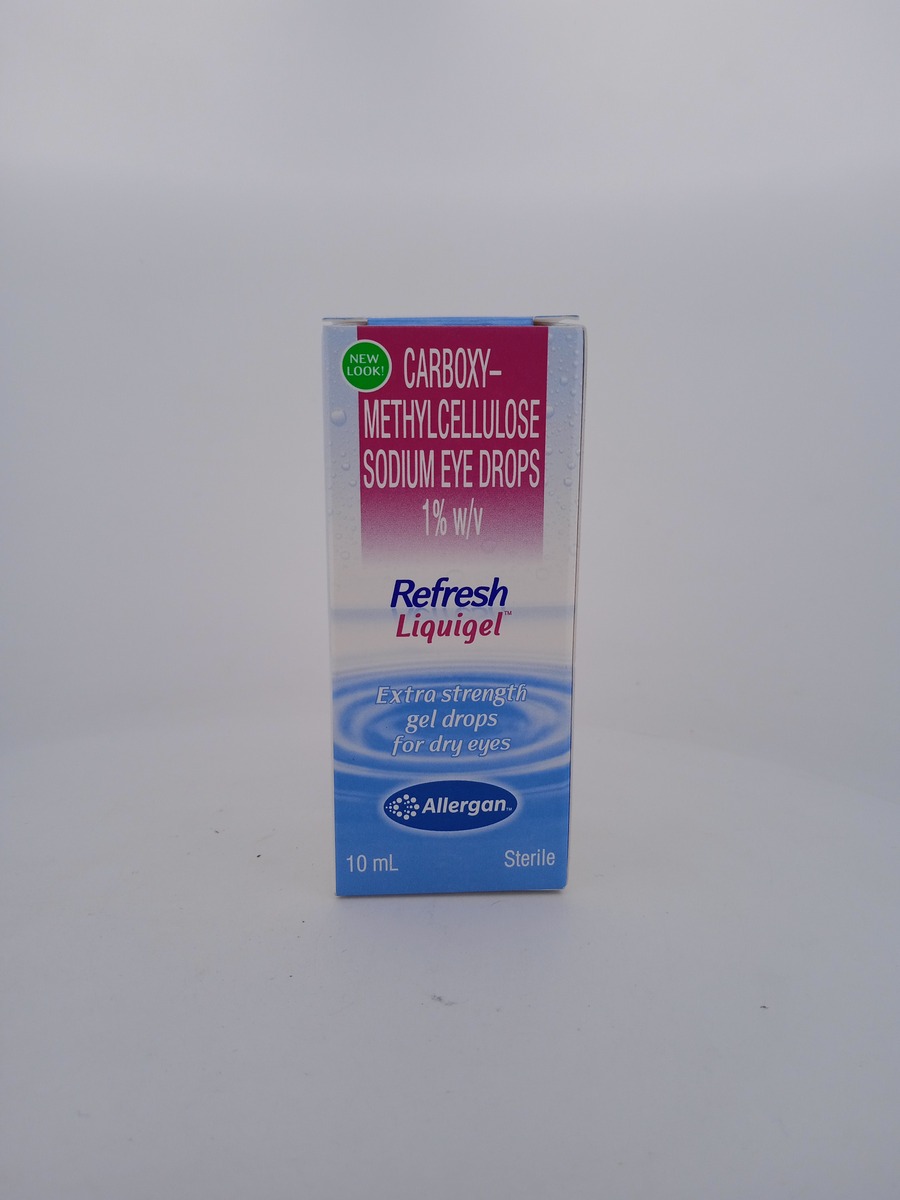 NEW
LOOK!
CARBOXY–
METHYLCELLULOSE
SODIUM EYE DROPS
1% w/v
Refresh
Liquigel™
Extra strength
gel drops
for dry eyes
Allergan™
10 mL
Sterile